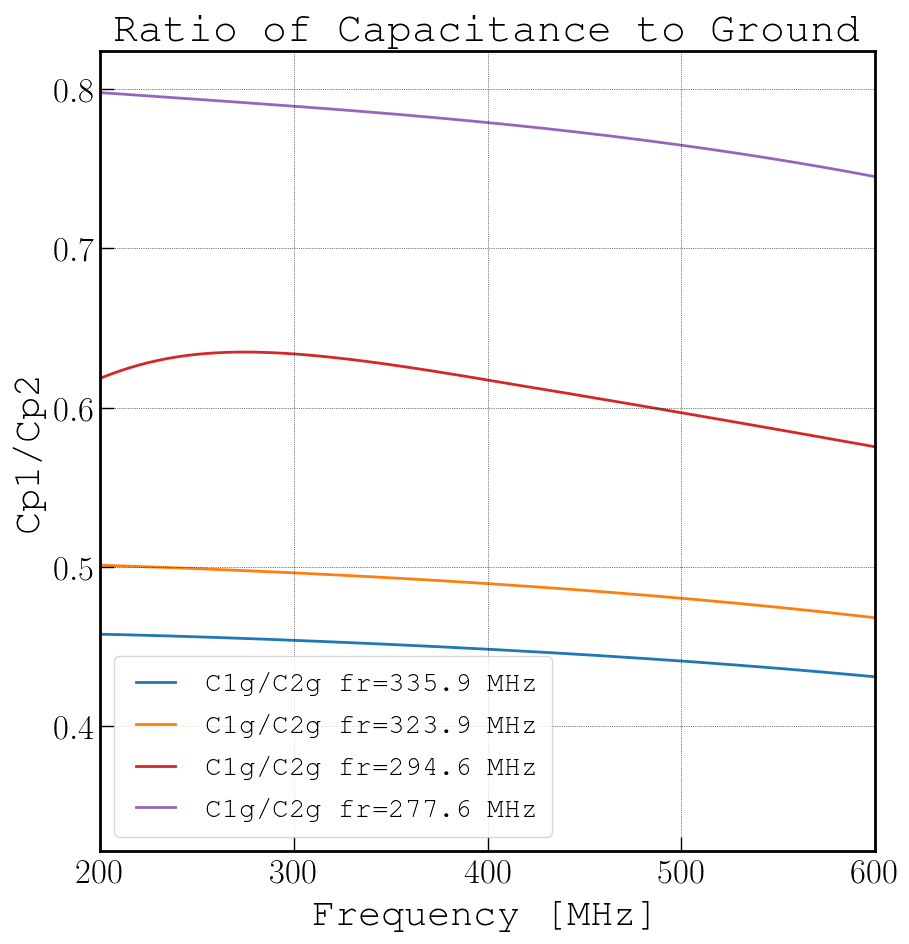 Ratio of Capacitance to Ground
Cp1/Cp2
0.8
0.7
0.6
0.5
0.4
C1g/C2g fr=335.9 MHz
C1g/C2g fr=323.9 MHz
C1g/C2g fr=294.6 MHz
C1g/C2g fr=277.6 MHz
200 300 400 500 600
Frequency [MHz]